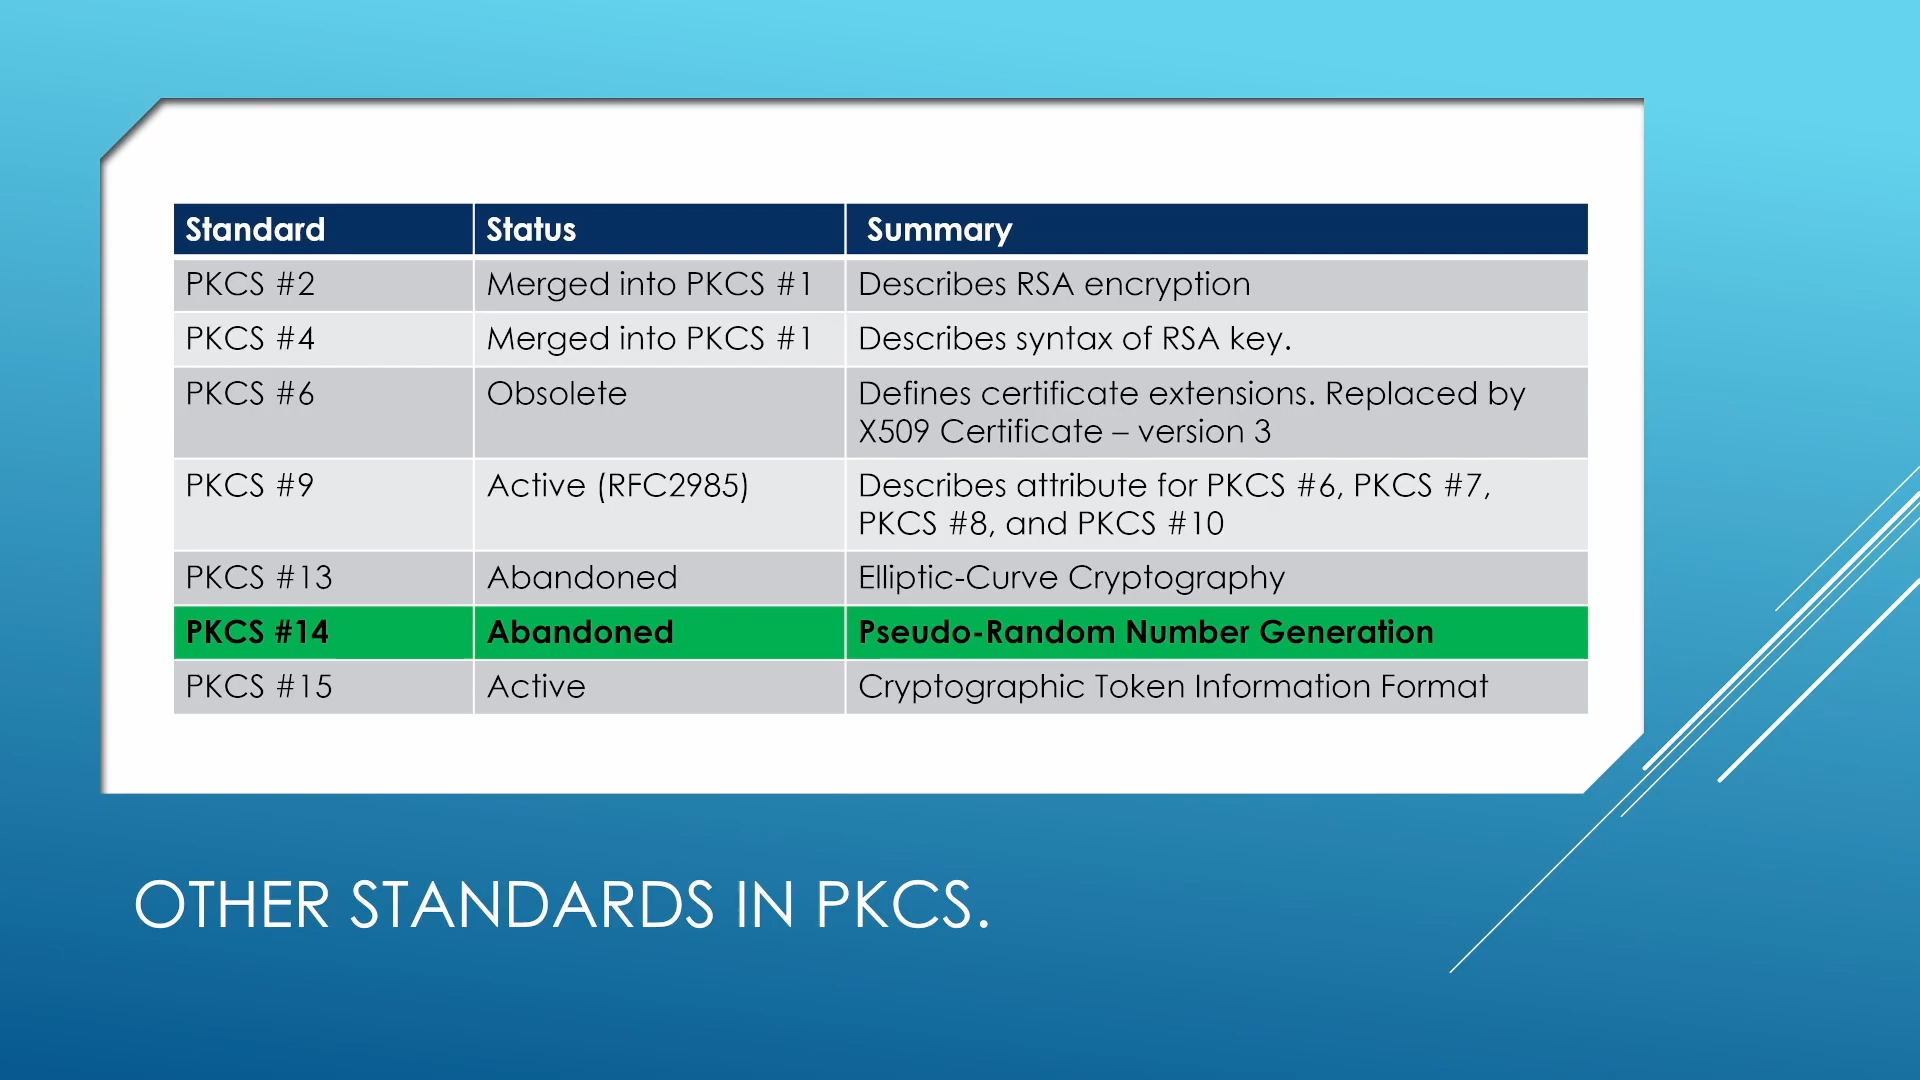 Standard Status Summary
PKCS #2 Merged into PKCS #1 Describes RSA encryption
PKCS #4 Merged into PKCS #1 Describes syntax of RSA key.
PKCS #6 Obsolete Defines certificate extensions. Replaced by
X509 Certificate – version 3
PKCS #9 Active (RFC2985) Describes attribute for PKCS #6, PKCS #7,
PKCS #8, and PKCS #10
PKCS #13 Abandoned Elliptic-Curve Cryptography
PKCS #14 Abandoned Pseudo-Random Number Generation
PKCS #15 Active Cryptographic Token Information Format
OTHER STANDARDS IN PKCS.